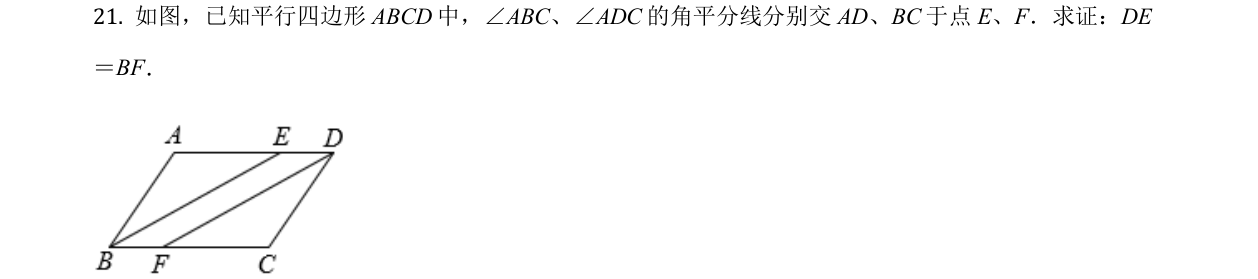 21. 如图，已知平行四边形 ABCD 中，∠ABC、∠ADC 的角平分线分别交 AD、BC 于点 E、F．求证：DE
＝BF．
A E D
B F C